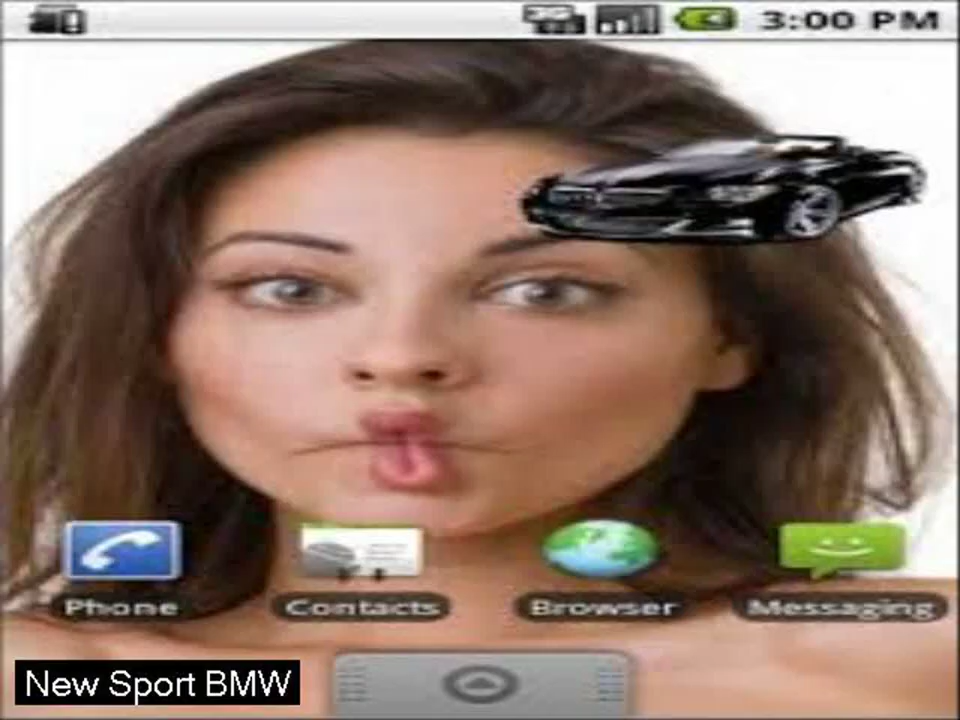 3:00 PM
Phone
Contacts
Browser
Messaging
New Sport BMW